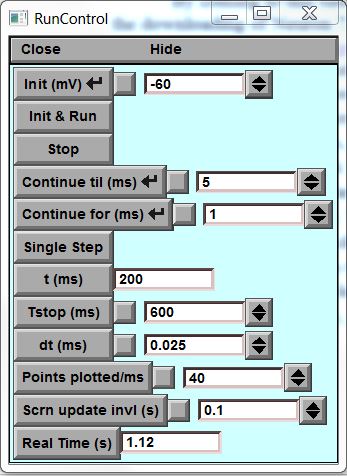 RunControl
Close Hide
Init (mV) -60
Init & Run
Stop
Continue til (ms) 5
Continue for (ms) 1
Single Step
t (ms) 200
Tstop (ms) 600
dt (ms) 0.025
Points plotted/ms 40
Scrn update invl (s) 0.1
Real Time (s) 1.12